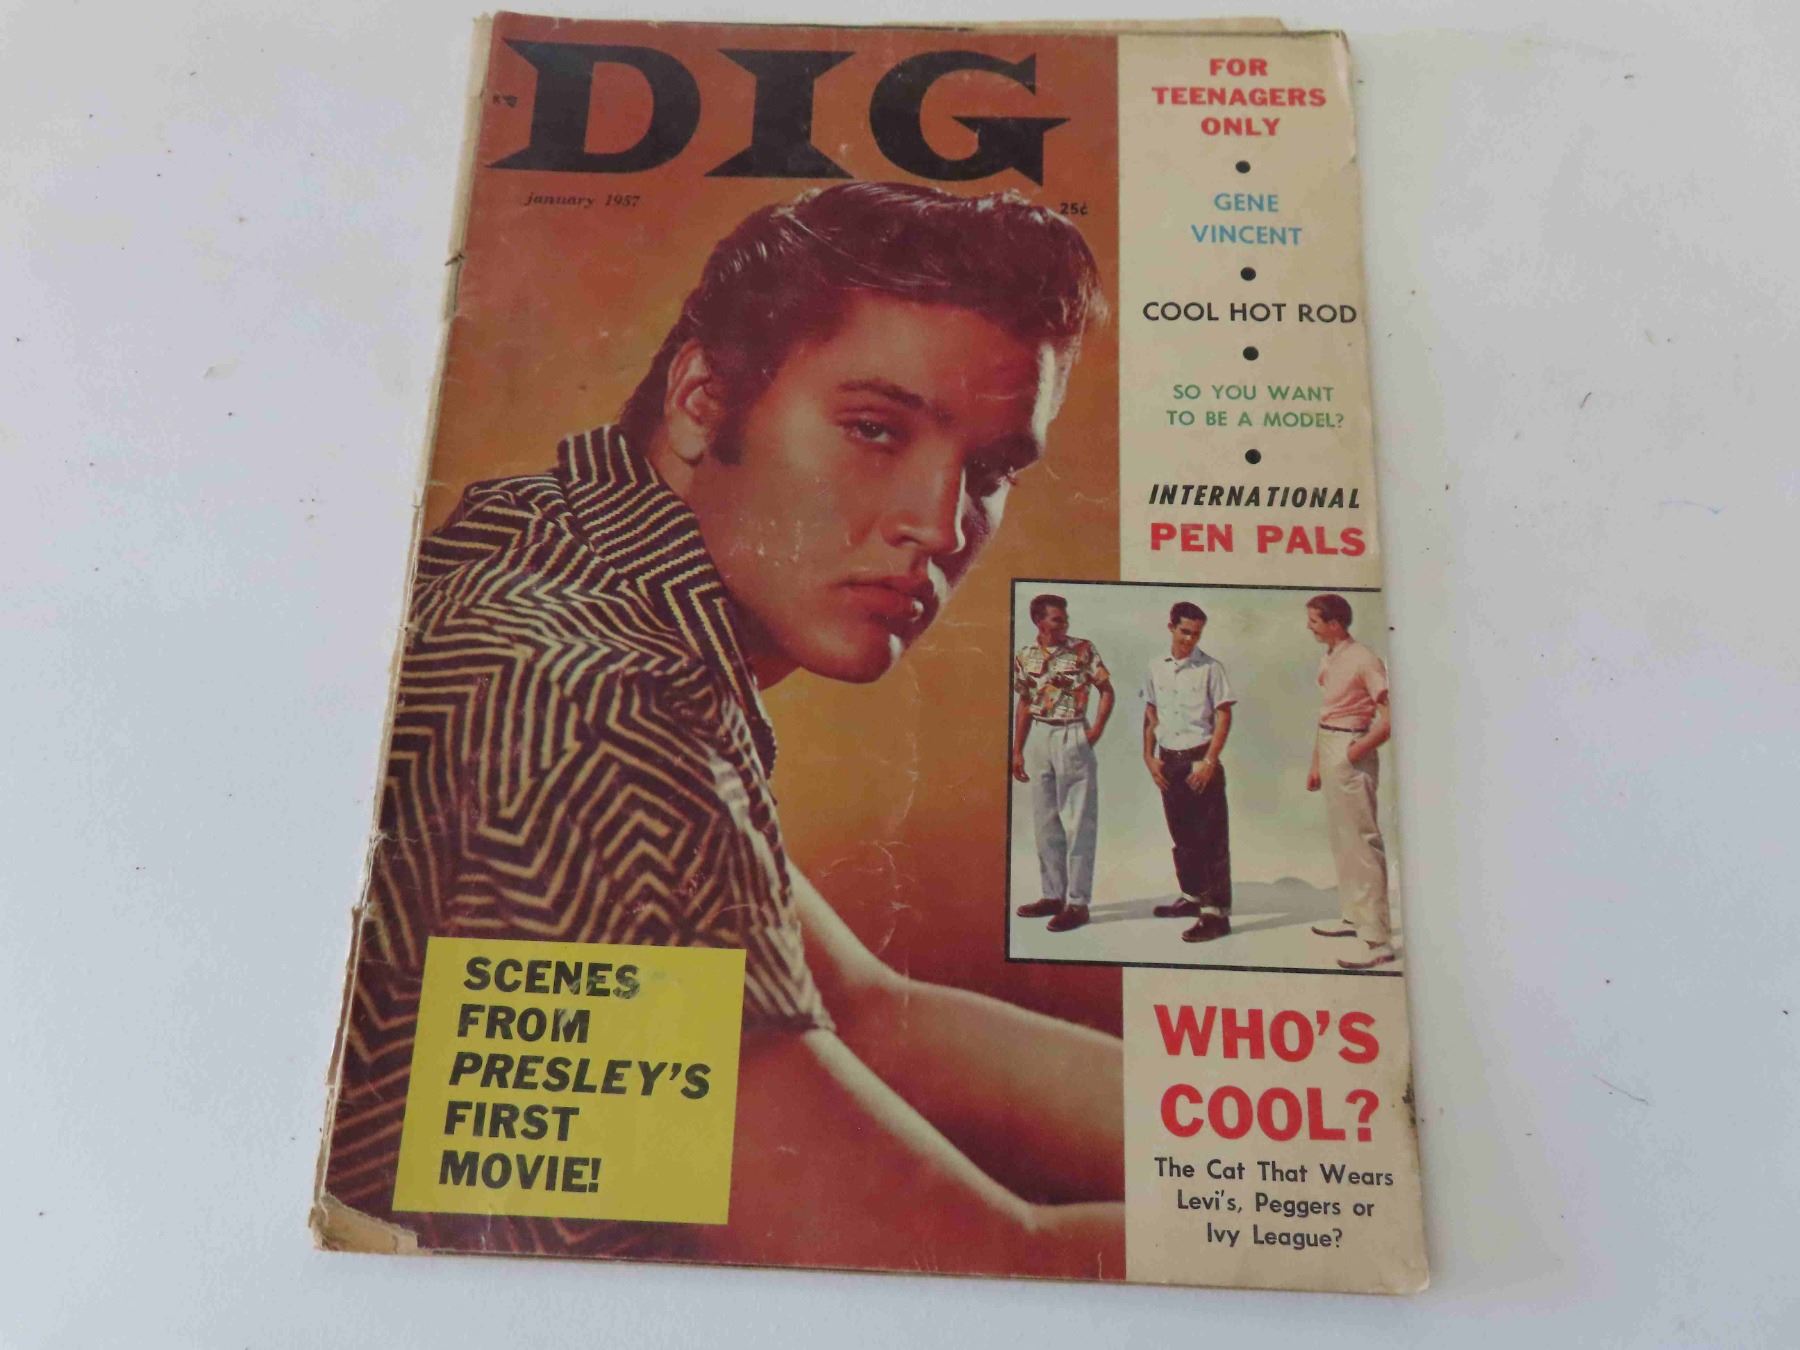 DIG
january 1957
25¢
FOR
TEENAGERS
ONLY
GENE
VINCENT
COOL HOT ROD
SO YOU WANT
TO BE A MODEL?
INTERNATIONAL
PEN PALS
SCENES
FROM
PRESLEY'S
FIRST
MOVIE!
WHO'S
COOL?
The Cat That Wears
Levi's, Peggers or
Ivy League?